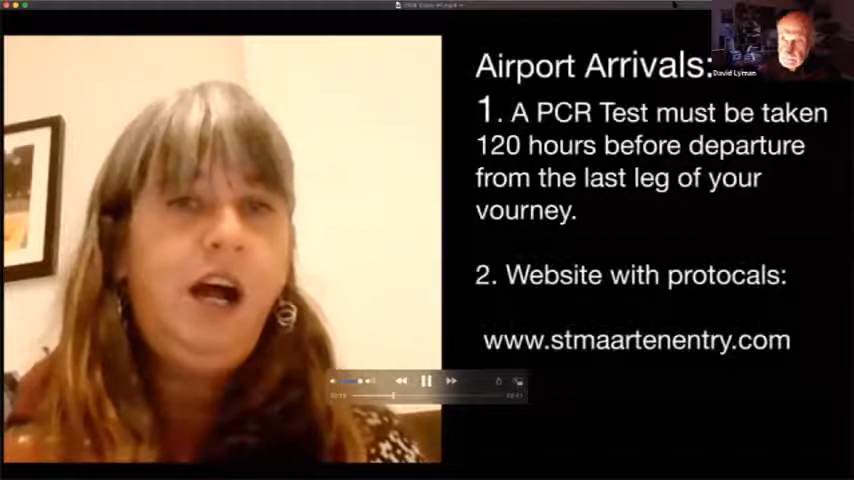 Airport Arrivals:
David Lyman
1. A PCR Test must be taken
120 hours before departure
from the last leg of your
vourney.
2. Website with protocals:
www.stmaartenentry.com